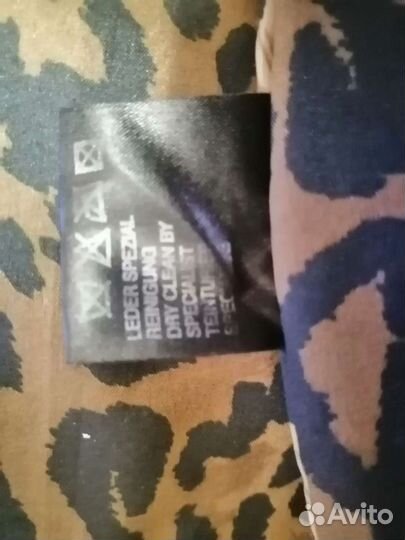 LEDER SPEZIAL
REINIGUNG
DRY CLEAN BY
SPECIALIST
Avito